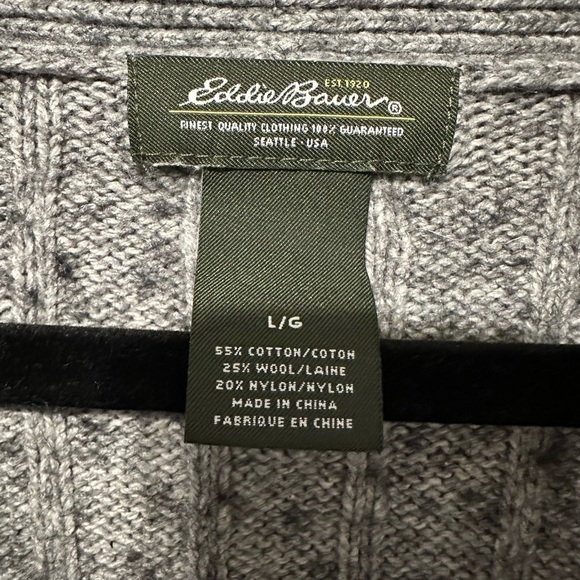 EST. 1920
Eddie Bauer®
FINEST QUALITY CLOTHING 100% GUARANTEED
SEATTLE · USA
L/G
55% COTTON/COTON
25% WOOL/LAINE
20% NYLON/NYLON
MADE IN CHINA
FABRIQUE EN CHINE